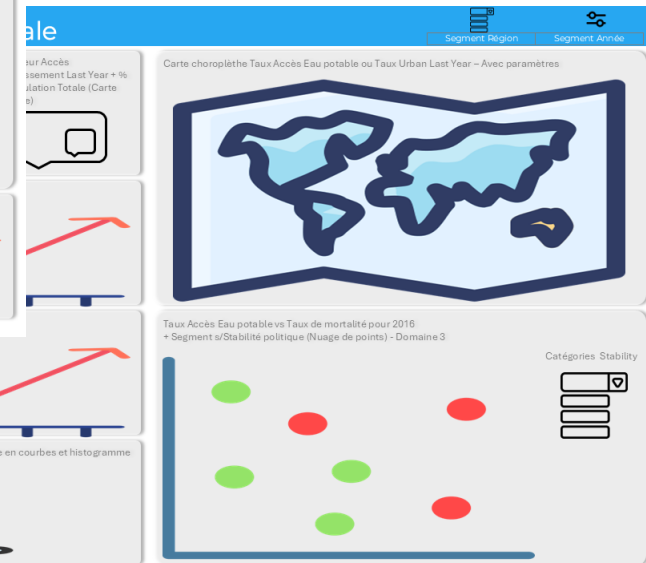 ale
Segment Région
Segment Année
eur Accès
ssement Last Year + %
ulation Totale (Carte
e)
Carte choroplèthe Taux Accès Eau potable ou Taux Urban Last Year – Avec paramètres
Taux Accès Eau potable vs Taux de mortalité pour 2016
+ Segment s/Stabilité politique (Nuage de points) - Domaine 3
Catégories Stability
e en courbes et histogramme